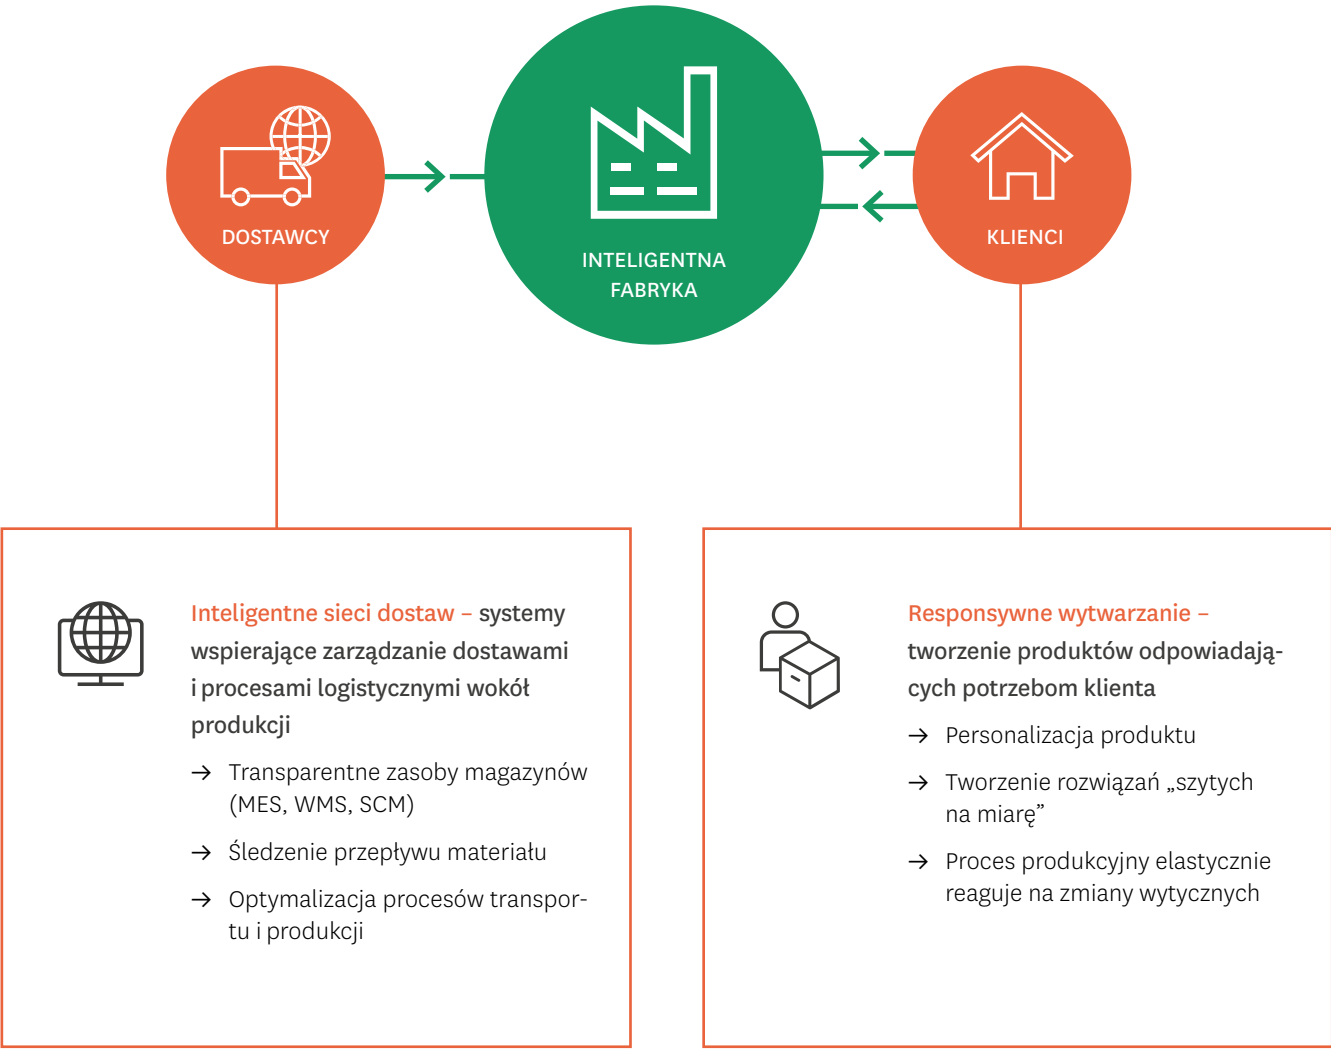 DOSTAWCY
INTELIGENTNA
FABRYKA
KLIENCI
Inteligentne sieci dostaw – systemy
wspierające zarządzanie dostawami
i procesami logistycznymi wokół
produkcji
→ Transparentne zasoby magazynów
(MES, WMS, SCM)
→ Śledzenie przepływu materiału
→ Optymalizacja procesów transpor-
tu i produkcji
Responsywne wytwarzanie –
tworzenie produktów odpowiadają-
cych potrzebom klienta
→ Personalizacja produktu
→ Tworzenie rozwiązań „szytych
na miarę”
→ Proces produkcyjny elastycznie
reaguje na zmiany wytycznych